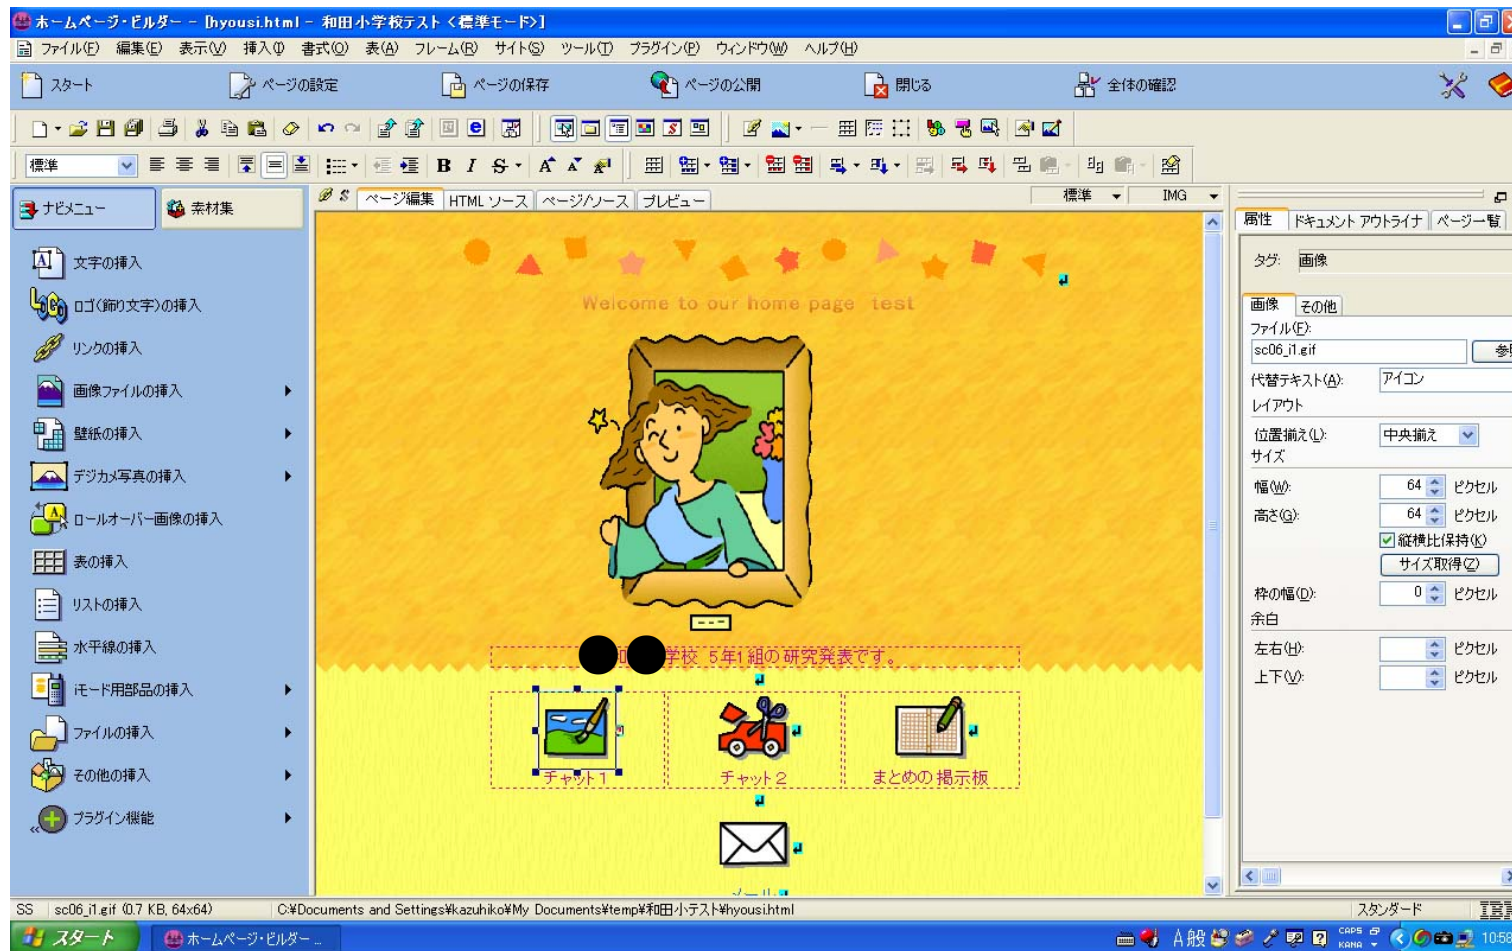 ホームページ・ビルダー - [hyousi.html - 和田小学校テスト <標準モード>]
ファイル(F) 編集(E) 表示(V) 挿入(I) 書式(O) 表(A) フレーム(R) サイト(S) ツール(T) プラグイン(P) ウィンドウ(W) ヘルプ(H)
スタート ページの設定 ページの保存 ページの公開 閉じる 全体の確認
標準
ナビメニュー 素材集
ページ編集 HTML ソース ページ/ソース プレビュー 標準 IMG
文字の挿入
ロゴ(飾り文字)の挿入
リンクの挿入
画像ファイルの挿入
壁紙の挿入
デジカメ写真の挿入
ロールオーバー画像の挿入
表の挿入
リストの挿入
水平線の挿入
iモード用部品の挿入
ファイルの挿入
その他の挿入
プラグイン機能
Welcome to our home page test
学校 5年1組の研究発表です。
チャット1 チャット2 まとめの掲示板
メール
属性 ドキュメント アウトライナ ページ一覧
タグ: 画像
画像 その他
ファイル(F):
sc06_i1.gif 参照
代替テキスト(A): アイコン
レイアウト
位置揃え(L): 中央揃え
サイズ
幅(W): 64 ピクセル
高さ(G): 64 ピクセル
縦横比保持(K)
サイズ取得(Z)
枠の幅(D): 0 ピクセル
余白
左右(H): ピクセル
上下(V): ピクセル
SS sc06_i1.gif (0.7 KB, 64x64) C:¥Documents and Settings¥kazuhiko¥My Documents¥temp¥和田小テスト¥hyousi.html スタンダード IBM
スタート ホームページ・ビルダー ... A般 CAPS KANA 10:58